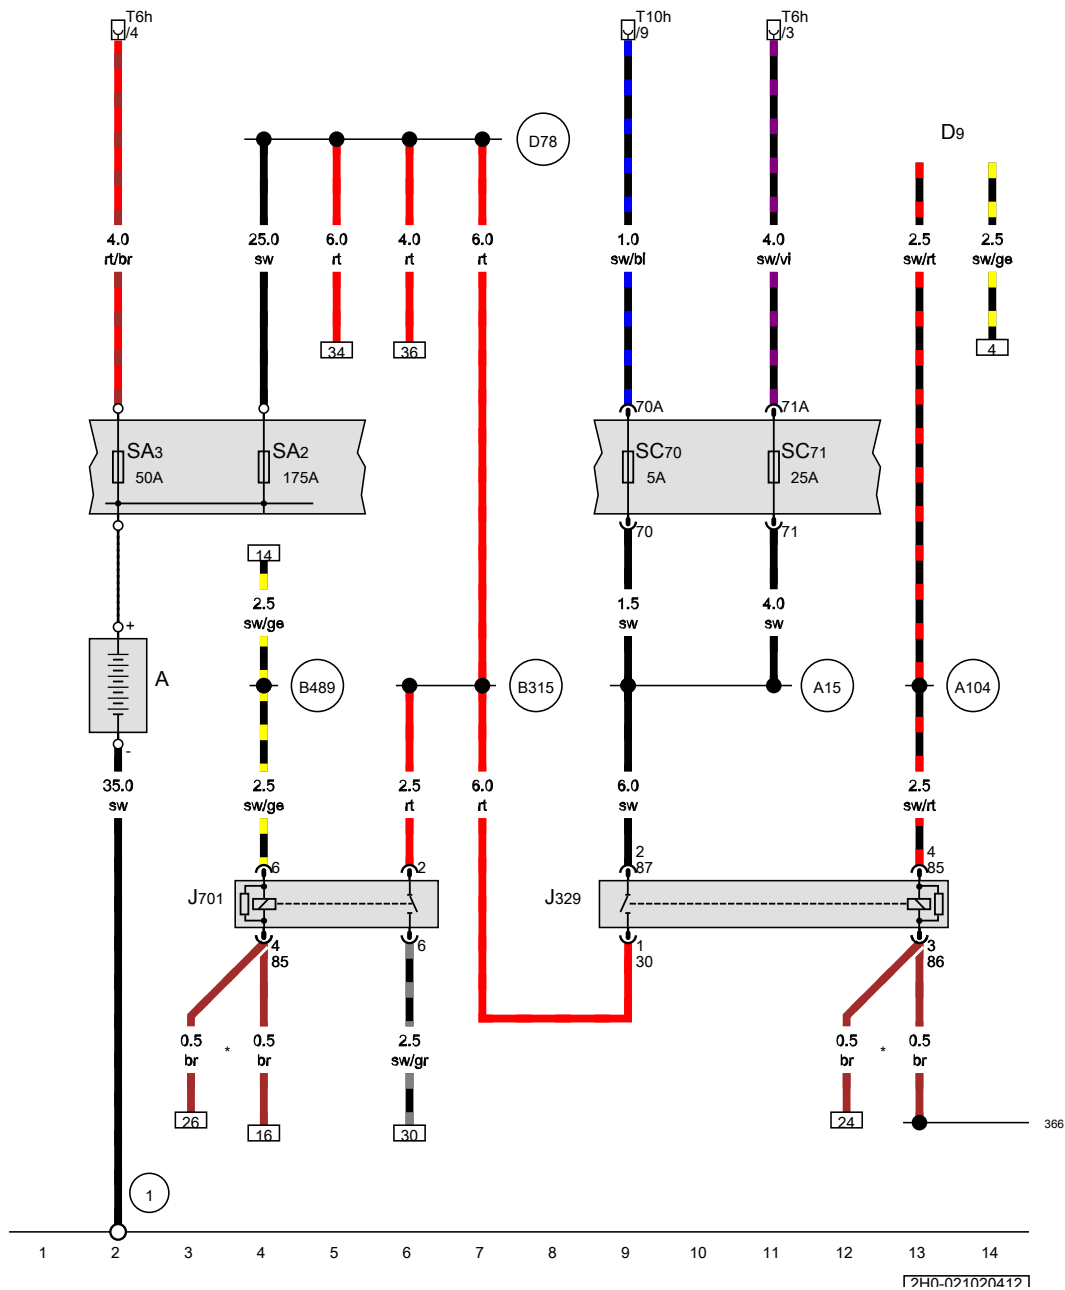 T6h
/4
T10h
/9
T6h
/3
D78
D9
4.0
rt/br
25.0
sw
6.0
rt
4.0
rt
6.0
rt
1.0
sw/bl
4.0
sw/vi
2.5
sw/rt
2.5
sw/ge
34
36
4
70A
71A
SA3
50A
SA2
175A
SC70
5A
SC71
25A
70
71
14
2.5
sw/ge
1.5
sw
4.0
sw
+
A
-
B489
B315
A15
A104
35.0
sw
2.5
sw/ge
2.5
rt
6.0
rt
6.0
sw
2.5
sw/rt
6
2
2
87
4
85
J701
J329
4
85
6
1
30
3
86
0.5
br
*
0.5
br
2.5
sw/gr
0.5
br
*
0.5
br
26
16
30
24
366
1
1 2 3 4 5 6 7 8 9 10 11 12 13 14
2H0-021020412